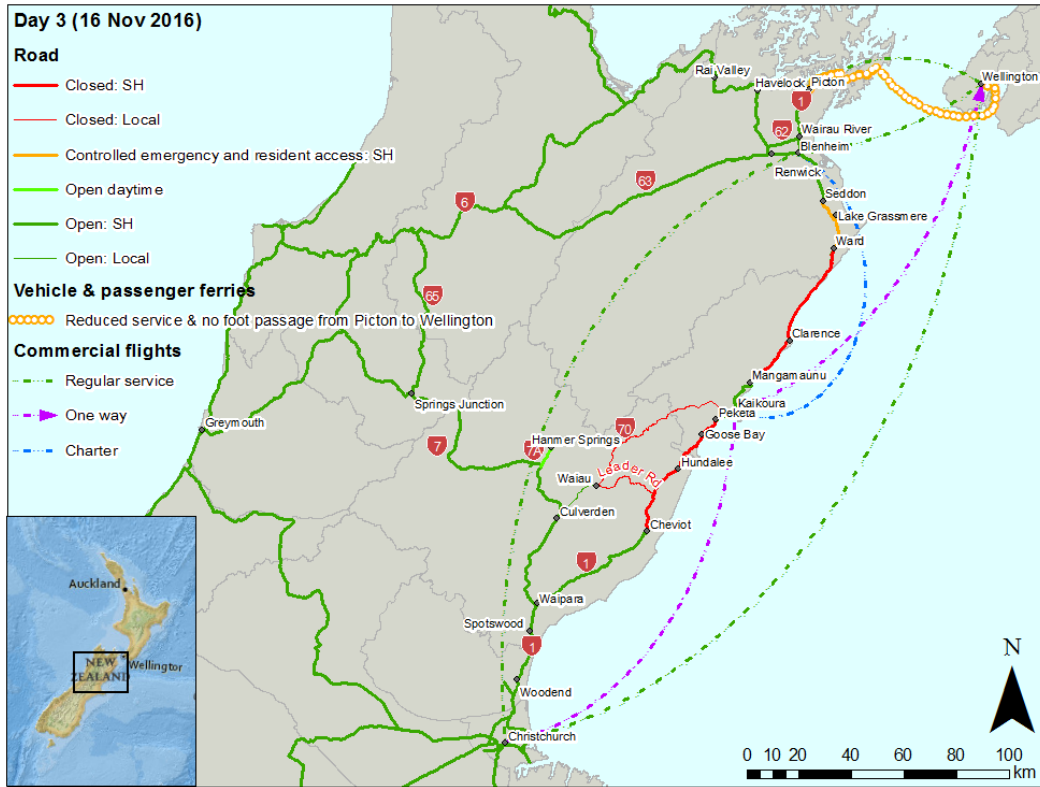 Day 3 (16 Nov 2016)
Road
Closed: SH
Closed: Local
Controlled emergency and resident access: SH
Open daytime
Open: SH
Open: Local
Vehicle & passenger ferries
Reduced service & no foot passage from Picton to Wellington
Commercial flights
Regular service
One way
Charter
Rai Valley
Havelock
Picton
Wellington
1
62
Wairau River
Blenheim
Renwick
63
6
Seddon
Lake Grassmere
Ward
65
Clarence
Mangamaunu
Kaikoura
Peketa
Springs Junction
Greymouth
70
Goose Bay
7
7A
Hanmer Springs
Hundalee
Waiau
Leader Rd
Culverden
Cheviot
1
Waipara
Spotswood
1
Woodend
Christchurch
Auckland
NEW
ZEALAND
Wellington
N
0 10 20 40 60 80 100
km